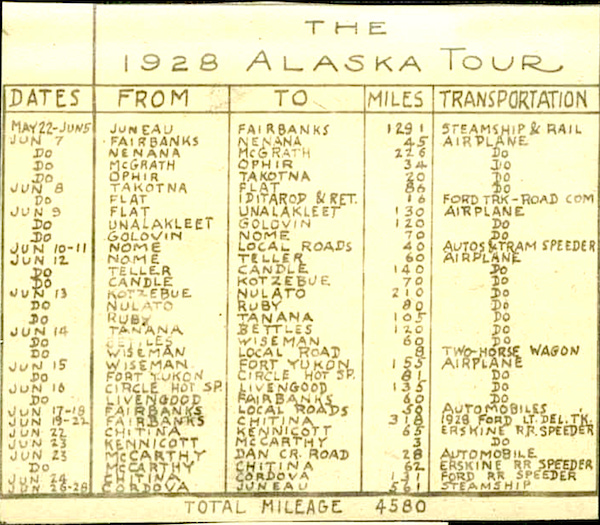 THE
1928 ALASKA TOUR
DATES FROM TO MILES TRANSPORTATION
MAY 22-JUN 5 JUNEAU FAIRBANKS 1291 STEAMSHIP & RAIL
JUN 7 FAIRBANKS NENANA 45 AIRPLANE
DO NENANA MCGRATH 226 DO
DO MCGRATH OPHIR 34 DO
DO OPHIR TAKOTNA 20 DO
JUN 8 TAKOTNA FLAT 86 DO
DO FLAT IDITAROD & RET. 16 FORD TRK-ROAD COM
JUN 9 FLAT UNALAKLEET 130 AIRPLANE
DO UNALAKLEET GOLOVIN 120 DO
DO GOLOVIN NOME 70 DO
JUN 10-11 NOME LOCAL ROADS 40 AUTOS & TRAM SPEEDER
JUN 12 NOME TELLER 60 AIRPLANE
DO TELLER CANDLE 140 DO
DO CANDLE KOTZEBUE 70 DO
JUN 13 KOTZEBUE NULATO 210 DO
DO NULATO RUBY 80 DO
DO RUBY TANANA 105 DO
JUN 14 TANANA BETTLES 120 DO
DO BETTLES WISEMAN 60 DO
DO WISEMAN LOCAL ROAD 8 TWO-HORSE WAGON
JUN 15 WISEMAN FORT YUKON 155 AIRPLANE
DO FORT YUKON CIRCLE HOT SP. DO
JUN 16 CIRCLE HOT SP. LIVENGOOD 135 DO
DO LIVENGOOD FAIRBANKS 60 DO
JUN 17-18 FAIRBANKS LOCAL ROADS 50 AUTOMOBILES
JUN 19-22 FAIRBANKS CHITINA 318 1928 FORD LT. DEL. TK.
JUN 22 CHITINA KENNICOTT 65 ERSKINE R.R. SPEEDER
JUN 23 KENNICOTT MCCARTHY 3 DO
JUN 23 MCCARTHY DAN CR. ROAD 28 AUTOMOBILE
DO MCCARTHY CHITINA 62 ERSKINE RR SPEEDER
JUN 24 CHITINA CORDOVA 131 FORD RR SPEEDER
JUN 26-28 CORDOVA JUNEAU 561 STEAMSHIP
TOTAL MILEAGE 4580